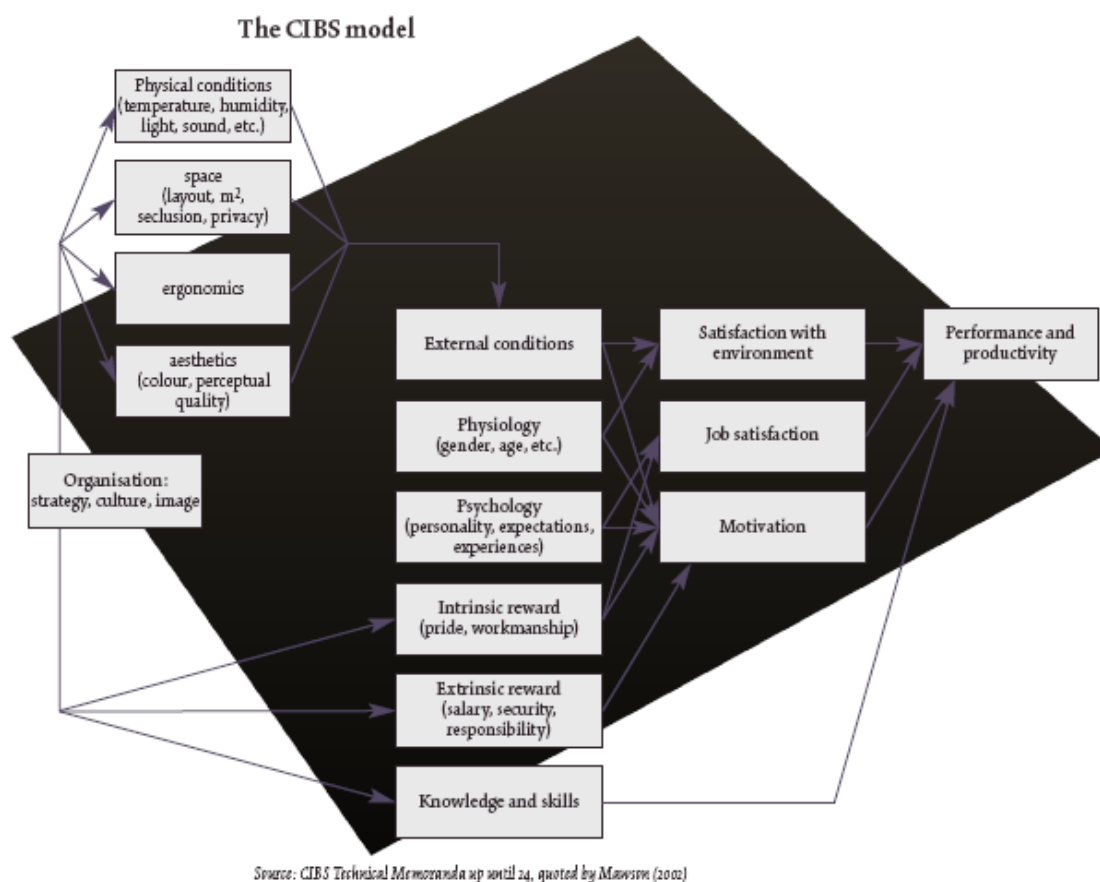 The CIBS model
Physical conditions
(temperature, humidity,
light, sound, etc.)
space
(layout, m²,
seclusion, privacy)
ergonomics
aesthetics
(colour, perceptual
quality)
Organisation:
strategy, culture, image
External conditions
Physiology
(gender, age, etc.)
Psychology
(personality, expectations,
experiences)
Intrinsic reward
(pride, workmanship)
Extrinsic reward
(salary, security,
responsibility)
Knowledge and skills
Satisfaction with
environment
Job satisfaction
Motivation
Performance and
productivity
Source: CIBS Technical Memoranda up until 24, quoted by Mawson (2002)